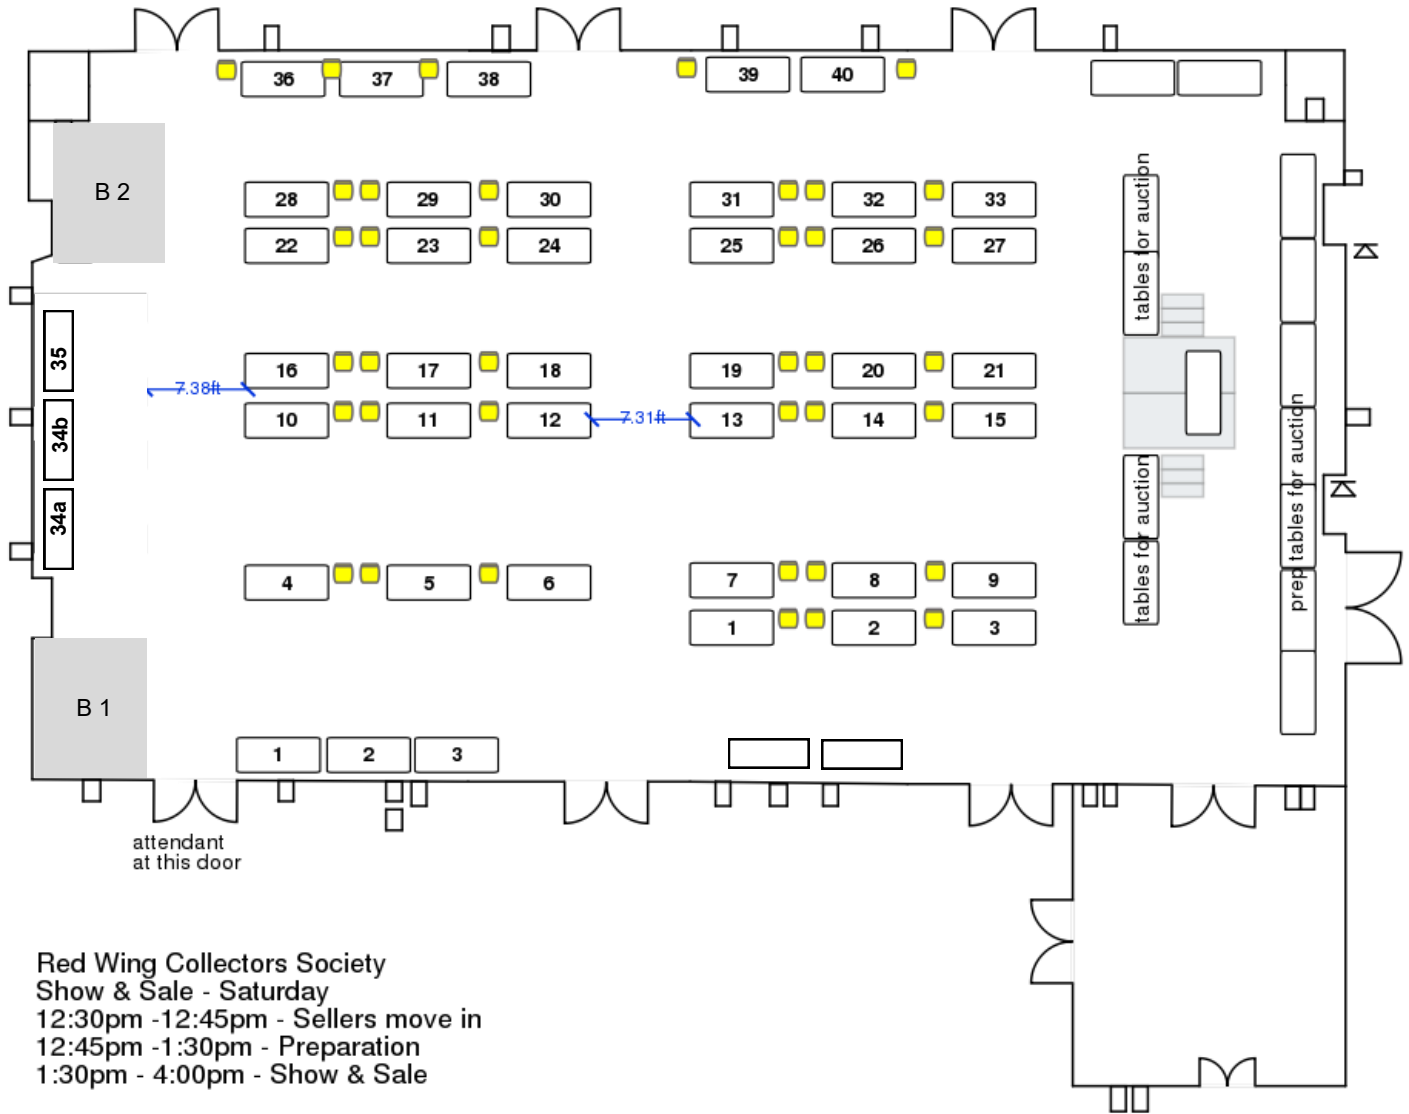 36 37 38 39 40
B 2
28 29 30 31 32 33
22 23 24 25 26 27
tables for auction
tables for auction
35
34b
34a
16 17 18 19 20 21
7.38ft
10 11 12 7.31ft 13 14 15
tables for auction
tables for auction
prep tables for auction
4 5 6 7 8 9
1 2 3
B 1
1 2 3
attendant
at this door
Red Wing Collectors Society
Show & Sale - Saturday
12:30pm -12:45pm - Sellers move in
12:45pm -1:30pm - Preparation
1:30pm - 4:00pm - Show & Sale